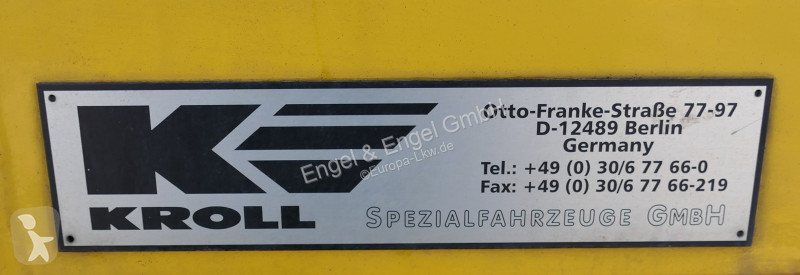 Otto-Franke-Straße 77-97
D-12489 Berlin
Germany
Tel.: +49 (0) 30/6 77 66-0
Fax: +49 (0) 30/6 77 66-219
K
KROLL
SPEZIALFAHRZEUGE GMBH
Engel & Engel GmbH
©Europa-Lkw.de